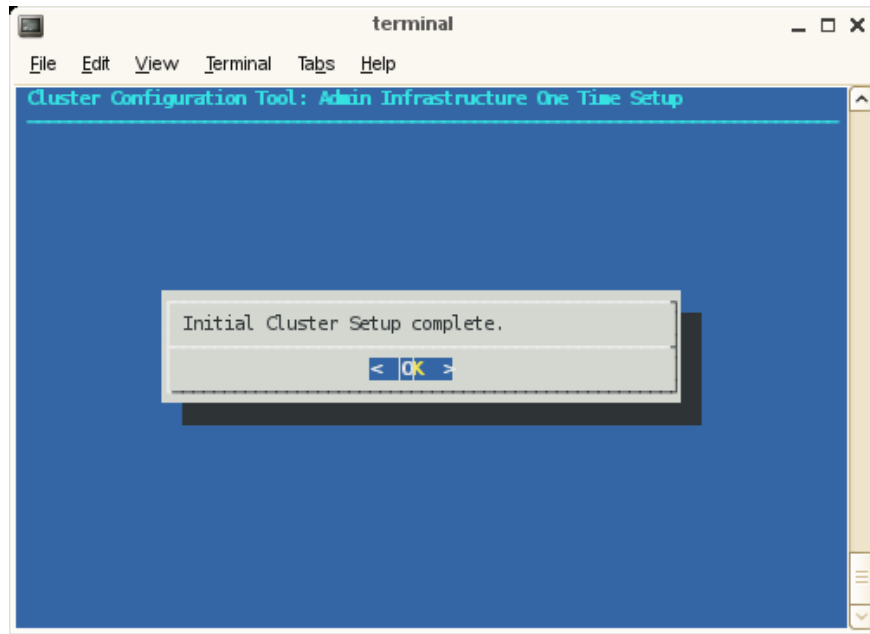 terminal
File Edit View Terminal Tabs Help
Cluster Configuration Tool: Admin Infrastructure One Time Setup
Initial Cluster Setup complete.
< OK >